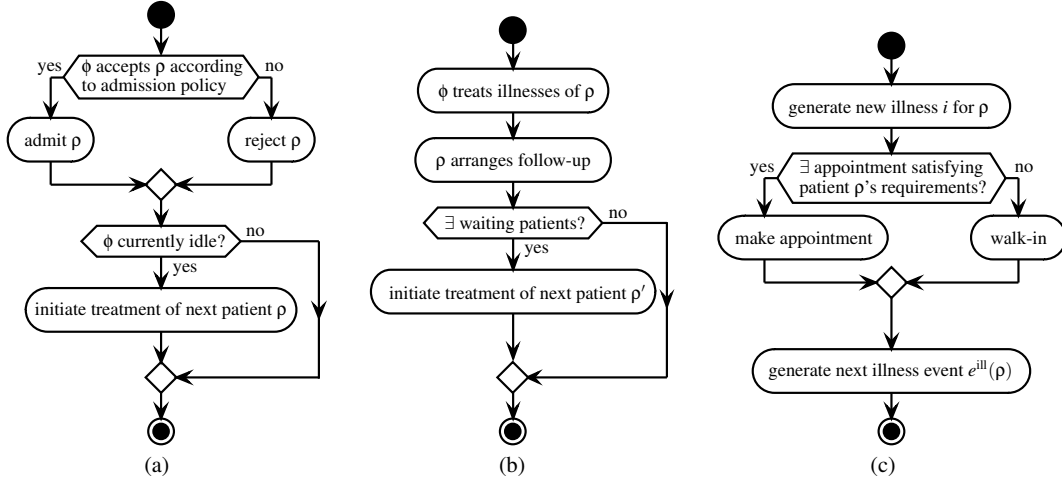 ϕ accepts ρ according
to admission policy
yes
no
admit ρ
reject ρ
ϕ currently idle?
no
yes
initiate treatment of next patient ρ
(a)
ϕ treats illnesses of ρ
ρ arranges follow-up
∃ waiting patients?
no
yes
initiate treatment of next patient ρ′
(b)
generate new illness i for ρ
∃ appointment satisfying
patient ρ's requirements?
yes
no
make appointment
walk-in
generate next illness event e^ill(ρ)
(c)